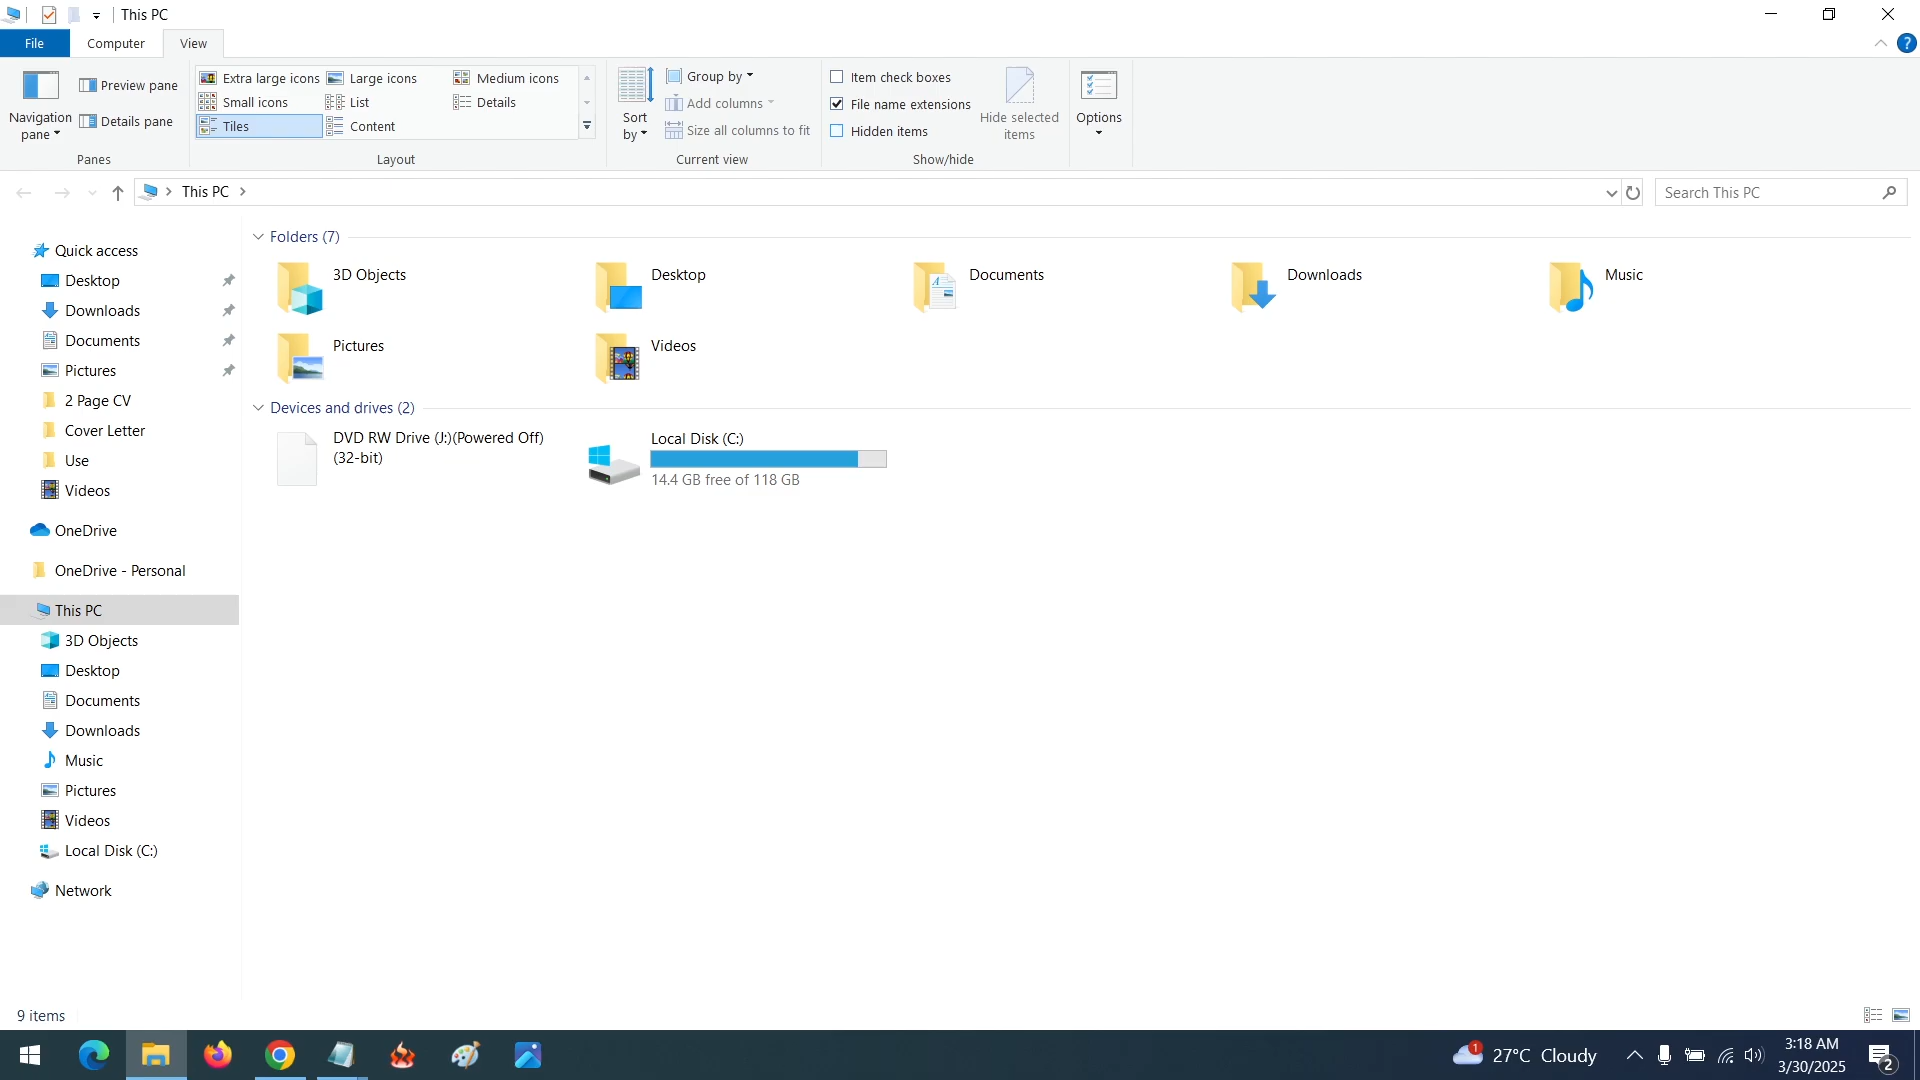 This PC
File
Computer
View
Navigation
pane
Preview pane
Details pane
Panes
Extra large icons
Large icons
Medium icons
Small icons
List
Details
Tiles
Content
Layout
Sort
by
Group by
Add columns
Size all columns to fit
Current view
Item check boxes
File name extensions
Hidden items
Hide selected
items
Show/hide
Options
?
This PC
Search This PC
Quick access
Desktop
Downloads
Documents
Pictures
2 Page CV
Cover Letter
Use
Videos
OneDrive
OneDrive - Personal
This PC
3D Objects
Desktop
Documents
Downloads
Music
Pictures
Videos
Local Disk (C:)
Network
Folders (7)
3D Objects
Desktop
Documents
Downloads
Music
Pictures
Videos
Devices and drives (2)
DVD RW Drive (J:)(Powered Off)
(32-bit)
Local Disk (C:)
14.4 GB free of 118 GB
9 items
1
27°C Cloudy
3:18 AM
3/30/2025
2